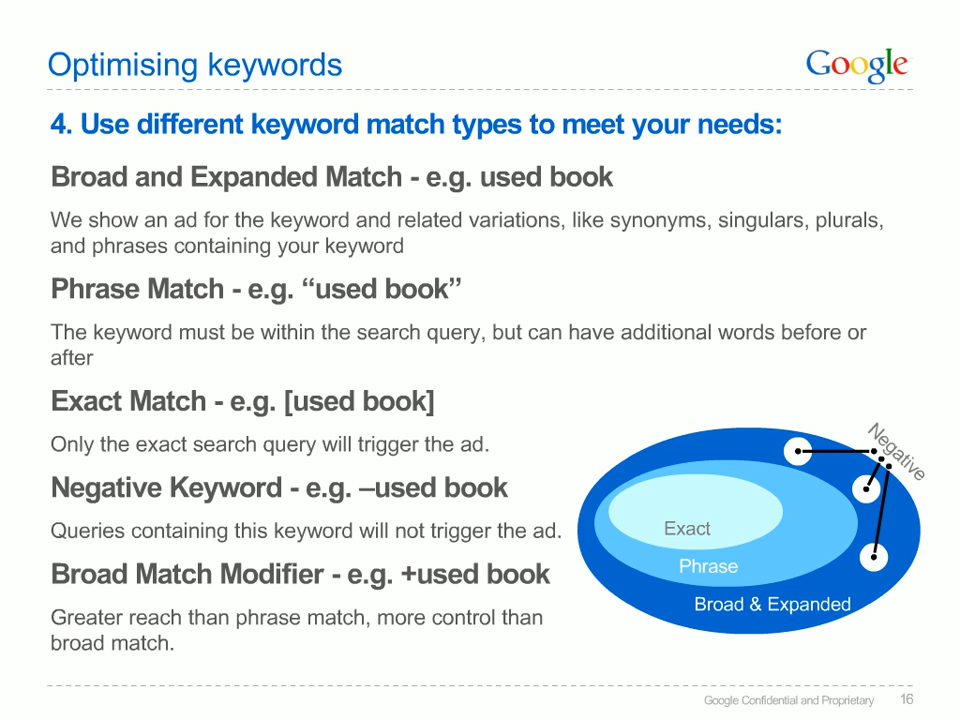 Optimising keywords
Google
4. Use different keyword match types to meet your needs:
Broad and Expanded Match - e.g. used book
We show an ad for the keyword and related variations, like synonyms, singulars, plurals,
and phrases containing your keyword
Phrase Match - e.g. “used book”
The keyword must be within the search query, but can have additional words before or
after
Exact Match - e.g. [used book]
Only the exact search query will trigger the ad.
Negative Keyword - e.g. –used book
Queries containing this keyword will not trigger the ad.
Broad Match Modifier - e.g. +used book
Greater reach than phrase match, more control than
broad match.
Negative
Exact
Phrase
Broad & Expanded
Google Confidential and Proprietary
16